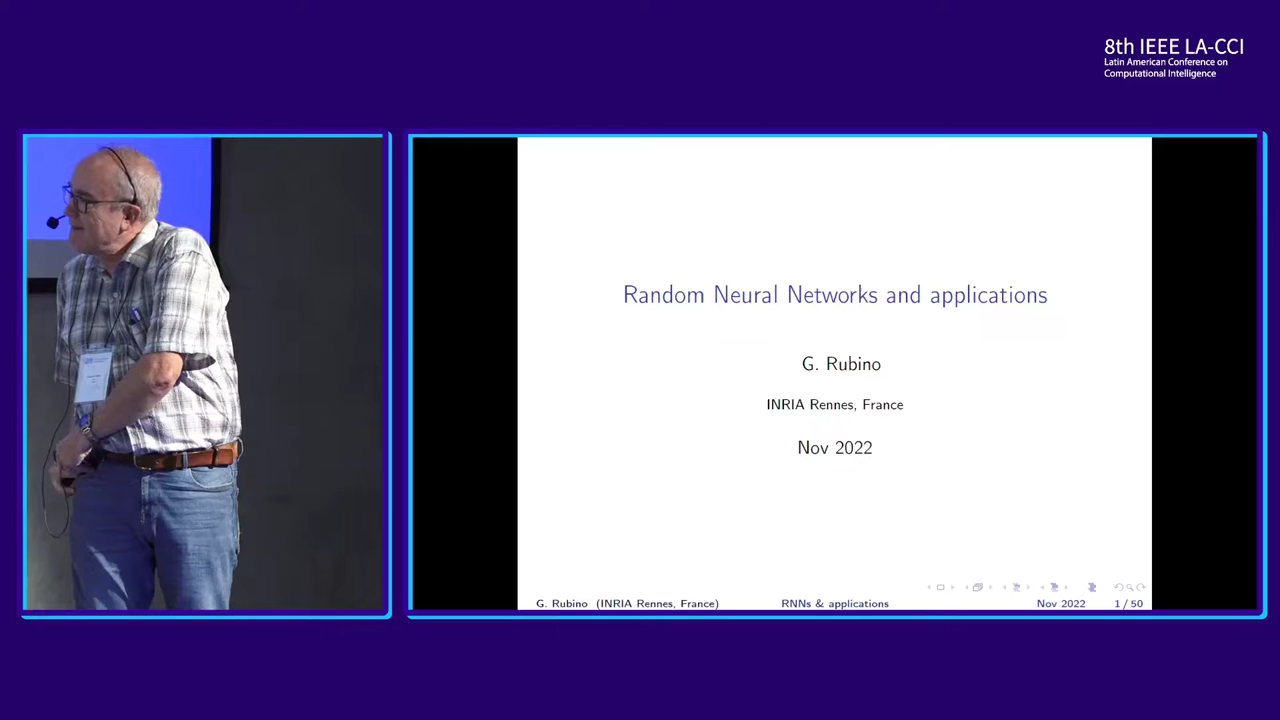 8th IEEE LA-CCI
Latin American Conference on
Computational Intelligence
Random Neural Networks and applications
G. Rubino
INRIA Rennes, France
Nov 2022
G. Rubino (INRIA Rennes, France) RNNs & applications Nov 2022 1 / 50